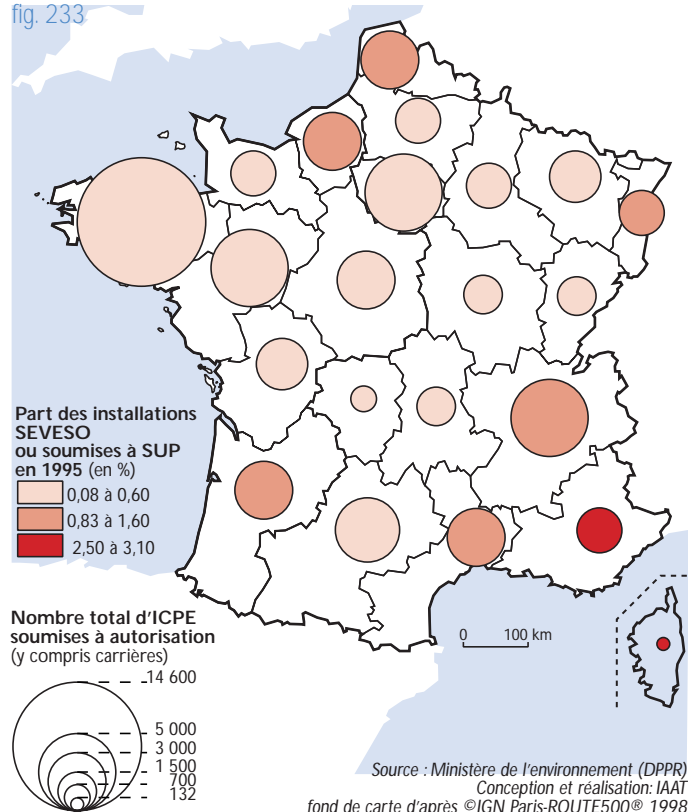 fig. 233
Part des installations
SEVESO
ou soumises à SUP
en 1995 (en %)
0,08 à 0,60
0,83 à 1,60
2,50 à 3,10
Nombre total d'ICPE
soumises à autorisation
(y compris carrières)
14 600
5 000
3 000
1 500
700
132
0 100 km
Source : Ministère de l'environnement (DPPR)
Conception et réalisation: IAAT
fond de carte d'après ©IGN Paris-ROUTE500® 1998